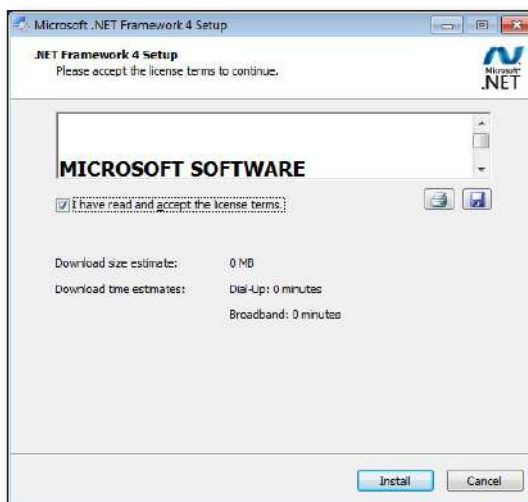 Microsoft .NET Framework 4 Setup
.NET Framework 4 Setup
Please accept the license terms to continue.
Microsoft
.NET
MICROSOFT SOFTWARE
I have read and accept the license terms.
Download size estimate: 0 MB
Download time estimates: Dial-Up: 0 minutes
Broadband: 0 minutes
Install Cancel